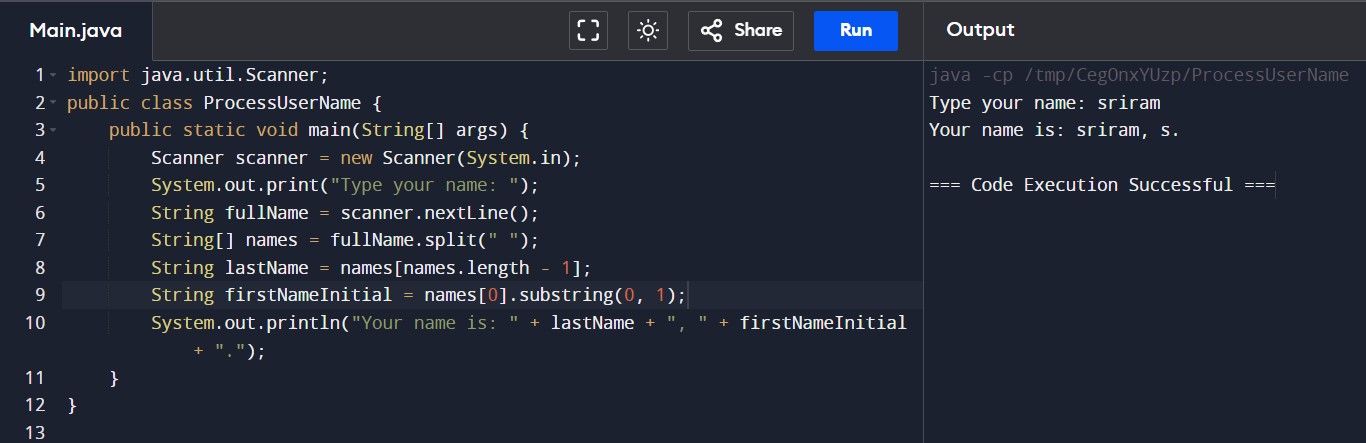 Main.java
Share
Run
Output
1 import java.util.Scanner;
2 public class ProcessUserName {
3     public static void main(String[] args) {
4         Scanner scanner = new Scanner(System.in);
5         System.out.print("Type your name: ");
6         String fullName = scanner.nextLine();
7         String[] names = fullName.split(" ");
8         String lastName = names[names.length - 1];
9         String firstNameInitial = names[0].substring(0, 1);
10         System.out.println("Your name is: " + lastName + ", " + firstNameInitial
            + ".");
11     }
12 }
13
java -cp /tmp/CegOnxYUzp/ProcessUserName
Type your name: sriram
Your name is: sriram, s.
=== Code Execution Successful ===